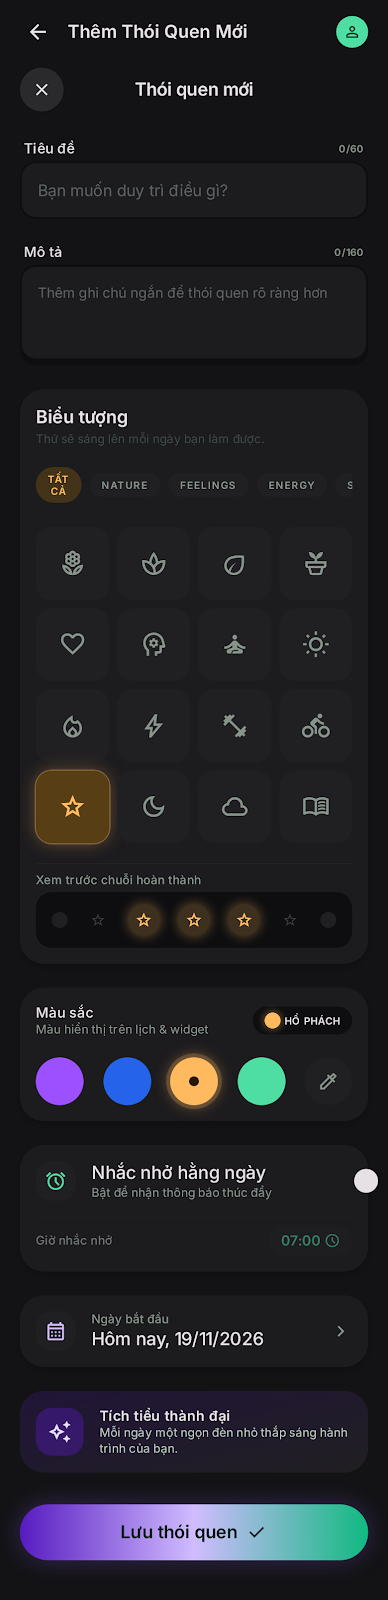 Thêm Thói Quen Mới
Thói quen mới
Tiêu đề
0/60
Bạn muốn duy trì điều gì?
Mô tả
0/160
Thêm ghi chú ngắn để thói quen rõ ràng hơn
Biểu tượng
Thứ sẽ sáng lên mỗi ngày bạn làm được.
TẤT
CẢ
NATURE
FEELINGS
ENERGY
S
Xem trước chuỗi hoàn thành
Màu sắc
Màu hiển thị trên lịch & widget
HỔ PHÁCH
Nhắc nhở hằng ngày
Bật để nhận thông báo thúc đẩy
Giờ nhắc nhở
07:00
Ngày bắt đầu
Hôm nay, 19/11/2026
Tích tiểu thành đại
Mỗi ngày một ngọn đèn nhỏ thắp sáng hành
trình của bạn.
Lưu thói quen